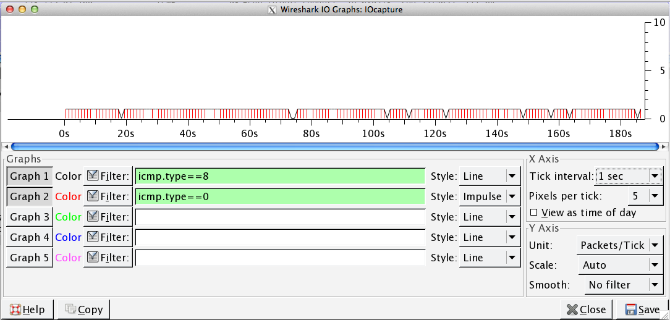 Wireshark IO Graphs: IOcapture
10
5
0
0s 20s 40s 60s 80s 100s 120s 140s 160s 180s
Graphs
Graph 1 Color Filter: icmp.type==8 Style: Line
Graph 2 Color Filter: icmp.type==0 Style: Impulse
Graph 3 Color Filter: Style: Line
Graph 4 Color Filter: Style: Line
Graph 5 Color Filter: Style: Line
X Axis
Tick interval: 1 sec
Pixels per tick: 5
View as time of day
Y Axis
Unit: Packets/Tick
Scale: Auto
Smooth: No filter
Help Copy Close Save